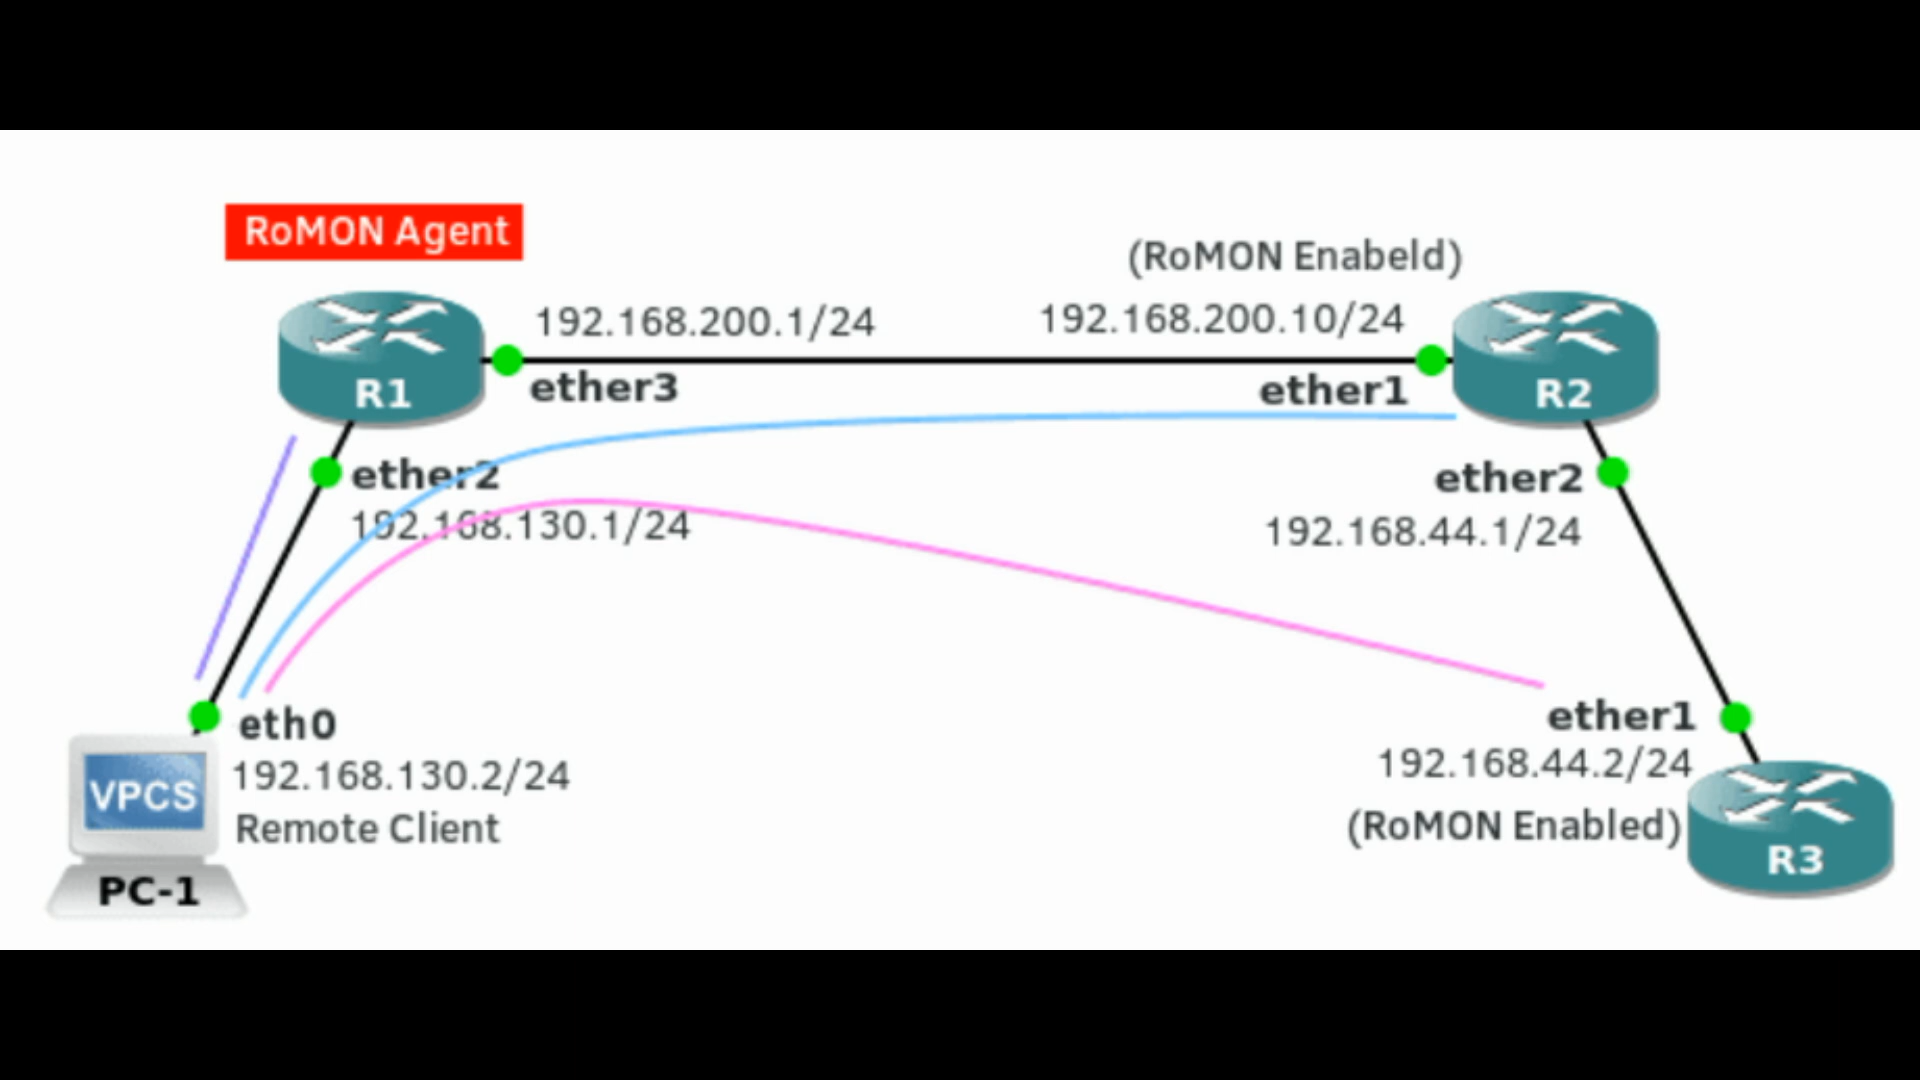 RoMON Agent
(RoMON Enabeld)
192.168.200.1/24
192.168.200.10/24
R1
ether3
ether1
R2
ether2
192.168.130.1/24
ether2
192.168.44.1/24
eth0
192.168.130.2/24
Remote Client
VPCS
PC-1
ether1
192.168.44.2/24
(RoMON Enabled)
R3